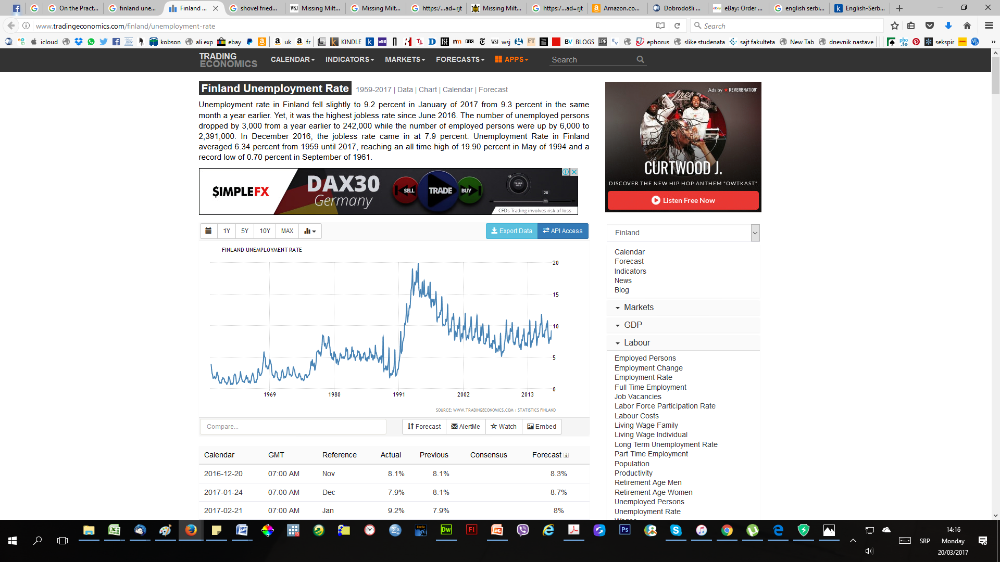 Finland ...
On the Pract...
finland une...
shovel fried...
Missing Milt...
Missing Milt...
https:/...ad=rjt
Missing Milt...
https:/...ad=rjt
Amazon.co...
Dobrodošli ...
eBay: Order ...
english serbi...
English-Serb...
www.tradingeconomics.com/finland/unemployment-rate
Search
icloud kobson ali exp ebay uk fr KINDLE wsj BLOGS ephorus slike studenata sajt fakulteta New Tab dnevnik nastave sekspir
TRADING
ECONOMICS
CALENDAR INDICATORS MARKETS FORECASTS APPS Search
Finland Unemployment Rate 1959-2017 | Data | Chart | Calendar | Forecast
Unemployment rate in Finland fell slightly to 9.2 percent in January of 2017 from 9.3 percent in the same
month a year earlier. Yet, it was the highest jobless rate since June 2016. The number of unemployed persons
dropped by 3,000 from a year earlier to 242,000 while the number of employed persons were up by 6,000 to
2,391,000. In December 2016, the jobless rate came in at 7.9 percent. Unemployment Rate in Finland
averaged 6.34 percent from 1959 until 2017, reaching an all time high of 19.90 percent in May of 1994 and a
record low of 0.70 percent in September of 1961.
$IMPLEFX
DAX30
Germany
SELL TRADE BUY
20
CFDs Trading involves risk of loss
Ads by REVERBNATION
CURTWOOD J.
DISCOVER THE NEW HIP HOP ANTHEM "OWTKAST"
Listen Free Now
1Y 5Y 10Y MAX
Export Data API Access
FINLAND UNEMPLOYMENT RATE
20
15
10
5
0
1969 1980 1991 2002 2013
SOURCE: WWW.TRADINGECONOMICS.COM | STATISTICS FINLAND
Compare...
Forecast AlertMe Watch Embed
Calendar GMT Reference Actual Previous Consensus Forecast
2016-12-20 07:00 AM Nov 8.1% 8.1% 8.3%
2017-01-24 07:00 AM Dec 7.9% 8.1% 8.7%
2017-02-21 07:00 AM Jan 9.2% 7.9% 8%
Finland
Calendar
Forecast
Indicators
News
Blog
Markets
GDP
Labour
Employed Persons
Employment Change
Employment Rate
Full Time Employment
Job Vacancies
Labor Force Participation Rate
Labour Costs
Living Wage Family
Living Wage Individual
Long Term Unemployment Rate
Part Time Employment
Population
Productivity
Retirement Age Men
Retirement Age Women
Unemployed Persons
Unemployment Rate
Wages
SRP
14:16
Monday
20/03/2017